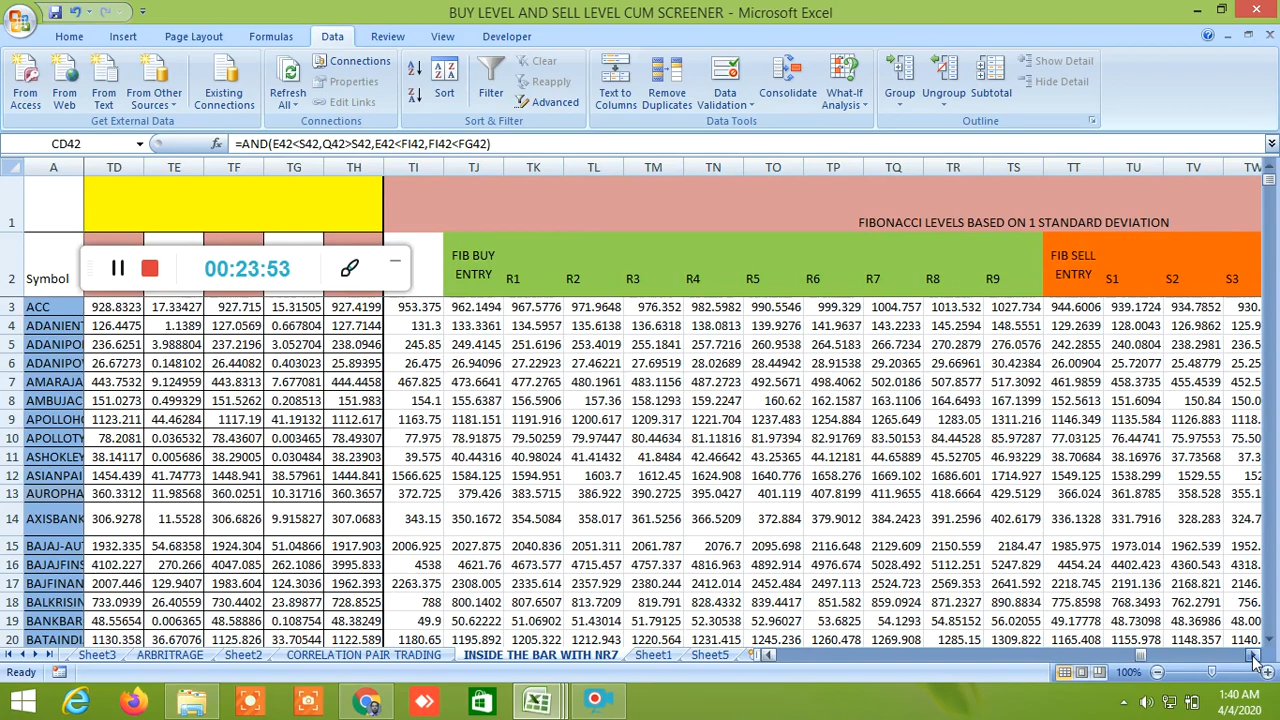 BUY LEVEL AND SELL LEVEL CUM SCREENER - Microsoft Excel
Home Insert Page Layout Formulas Data Review View Developer
From Access From Web From Text From Other Sources Existing Connections
Get External Data
Refresh All Connections Properties Edit Links
Connections
Sort Filter Clear Reapply Advanced
Sort & Filter
Text to Columns Remove Duplicates Data Validation Consolidate What-If Analysis
Data Tools
Group Ungroup Subtotal Show Detail Hide Detail
Outline
CD42 fx =AND(E42<S42,Q42>S42,E42<FI42,FI42<FG42)
A TD TE TF TG TH TI TJ TK TL TM TN TO TP TQ TR TS TT TU TV TW
1 FIBONACCI LEVELS BASED ON 1 STANDARD DEVIATION
2 Symbol FIB BUY ENTRY R1 R2 R3 R4 R5 R6 R7 R8 R9 FIB SELL ENTRY S1 S2 S3
00:23:53
3 ACC 928.8323 17.33427 927.715 15.31505 927.4199 953.375 962.1494 967.5776 971.9648 976.352 982.5982 990.5546 999.329 1004.757 1013.532 1027.734 944.6006 939.1724 934.7852 930.
4 ADANIENT 126.4475 1.1389 127.0569 0.667804 127.7144 131.3 133.3361 134.5957 135.6138 136.6318 138.0813 139.9276 141.9637 143.2233 145.2594 148.5551 129.2639 128.0043 126.9862 125.9
5 ADANIPOI 236.6251 3.988804 237.2196 3.052704 238.0946 245.85 249.4145 251.6196 253.4019 255.1841 257.7216 260.9538 264.5183 266.7234 270.2879 276.0576 242.2855 240.0804 238.2981 236.5
6 ADANIPOV 26.67273 0.148102 26.44082 0.403023 25.89395 26.475 26.94096 27.22923 27.46221 27.69519 28.02689 28.44942 28.91538 29.20365 29.66961 30.42384 26.00904 25.72077 25.48779 25.25
7 AMARAJA 443.7532 9.124959 443.8313 7.677081 444.4458 467.825 473.6641 477.2765 480.1961 483.1156 487.2723 492.5671 498.4062 502.0186 507.8577 517.3092 461.9859 458.3735 455.4539 452.5
8 AMBUJAC 151.0273 0.499329 151.5262 0.208514 151.983 154.1 155.6387 156.5906 157.36 158.1294 159.2247 160.62 162.1587 163.1106 164.6493 167.1399 152.5613 151.6094 150.84 150.0
9 APOLLOHO 1123.211 44.46284 1117.19 41.19132 1112.617 1163.75 1181.151 1191.916 1200.617 1209.317 1221.704 1237.483 1254.884 1265.649 1283.05 1311.216 1146.349 1135.584 1126.883 1118.
10 APOLLOTY 78.2081 0.036532 78.43607 0.003465 78.49307 77.975 78.91875 79.50259 79.97447 80.44634 81.11816 81.97394 82.91769 83.50153 84.44528 85.97287 77.03125 76.44741 75.97553 75.50
11 ASHOKLEY 38.14117 0.005686 38.29005 0.030484 38.23903 39.575 40.44316 40.98051 41.41432 41.8484 42.46642 43.25365 44.12181 44.65889 45.52705 46.93229 38.70684 38.16976 37.73568 37.3
12 ASIANPAI 1454.439 41.74773 1448.941 38.57961 1444.841 1566.625 1584.125 1594.951 1603.7 1612.45 1624.908 1640.776 1658.276 1669.102 1686.601 1714.927 1549.125 1538.299 1529.55 152
13 AUROPHA 360.3312 11.98568 360.0251 10.31716 360.3657 372.725 379.426 383.5715 386.922 390.2725 395.0427 401.119 407.8199 411.9655 418.6664 429.5129 366.024 361.8785 358.528 355.1
14 AXISBANK 306.9278 11.5528 306.6826 9.915827 307.0683 343.15 350.1672 354.5084 358.017 361.5256 366.5209 372.884 379.9012 384.2423 391.2596 402.6155 336.1328 331.7916 328.283 324.7
15 BAJAJ-AUT 1932.335 54.68358 1924.304 51.04866 1917.903 2006.925 2027.875 2040.836 2051.311 2061.787 2076.7 2095.698 2116.648 2129.609 2150.559 2184.47 1985.975 1973.014 1962.539 1952.
16 BAJAJFINS 4102.227 270.266 4047.085 262.1086 3995.833 4538 4621.76 4673.577 4715.457 4757.337 4816.963 4892.914 4976.674 5028.492 5112.251 5247.829 4454.24 4402.423 4360.543 4318.
17 BAJFINAN 2007.446 129.9407 1983.604 124.3036 1962.393 2263.375 2308.005 2335.614 2357.929 2380.244 2412.014 2452.484 2497.113 2524.723 2569.353 2641.592 2218.745 2191.136 2168.821 2146.
18 BALKRISIN 733.0939 26.40559 730.4402 23.89877 728.8525 788 800.1402 807.6507 813.7209 819.791 828.4332 839.4417 851.582 859.0924 871.2327 890.8834 775.8598 768.3493 762.2791 756.
19 BANKBAR 48.55654 0.006365 48.58886 0.108754 48.38249 49.9 50.62222 51.06902 51.43014 51.79125 52.30538 52.96027 53.6825 54.1293 54.85152 56.02055 49.17778 48.73098 48.36986 48.00
20 BATAINDI 1130.358 36.67076 1125.826 33.70544 1122.589 1180.65 1195.892 1205.322 1212.943 1220.564 1231.415 1245.236 1260.478 1269.908 1285.15 1309.822 1165.408 1155.978 1148.357 1140.
Sheet3 ARBITRAGE Sheet2 CORRELATION PAIR TRADING INSIDE THE BAR WITH NR7 Sheet1 Sheet5
Ready 100%
1:40 AM
4/4/2020